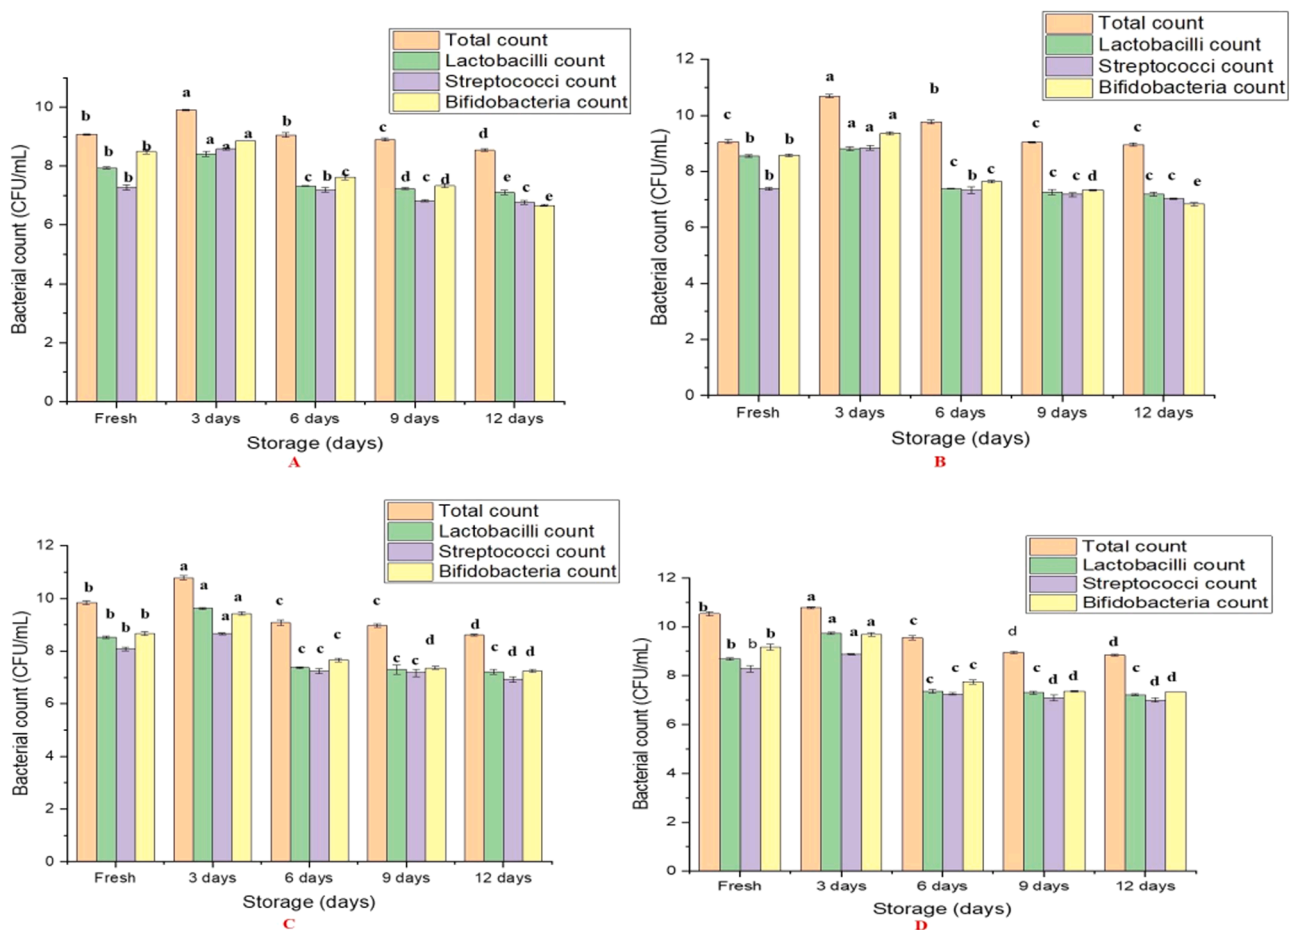 Total count
Lactobacilli count
Streptococci count
Bifidobacteria count
Bacterial count (CFU/mL)
10
8
6
4
2
0
b b b b
a a a a
b c b c
c d c d
d e c e
Fresh 3 days 6 days 9 days 12 days
Storage (days)
A
Total count
Lactobacilli count
Streptococci count
Bifidobacteria count
Bacterial count (CFU/mL)
12
10
8
6
4
2
0
c b b b
a a a a
b c b c
c c c d
c c c e
Fresh 3 days 6 days 9 days 12 days
Storage (days)
B
Total count
Lactobacilli count
Streptococci count
Bifidobacteria count
Bacterial count (CFU/mL)
12
10
8
6
4
2
0
b b b b
a a a a
c c c c
c c c d
d c d d
Fresh 3 days 6 days 9 days 12 days
Storage (days)
C
Total count
Lactobacilli count
Streptococci count
Bifidobacteria count
Bacterial count (CFU/mL)
12
10
8
6
4
2
0
b b b b
a a a a
c c c c
d c d d
d c d d
Fresh 3 days 6 days 9 days 12 days
Storage (days)
D